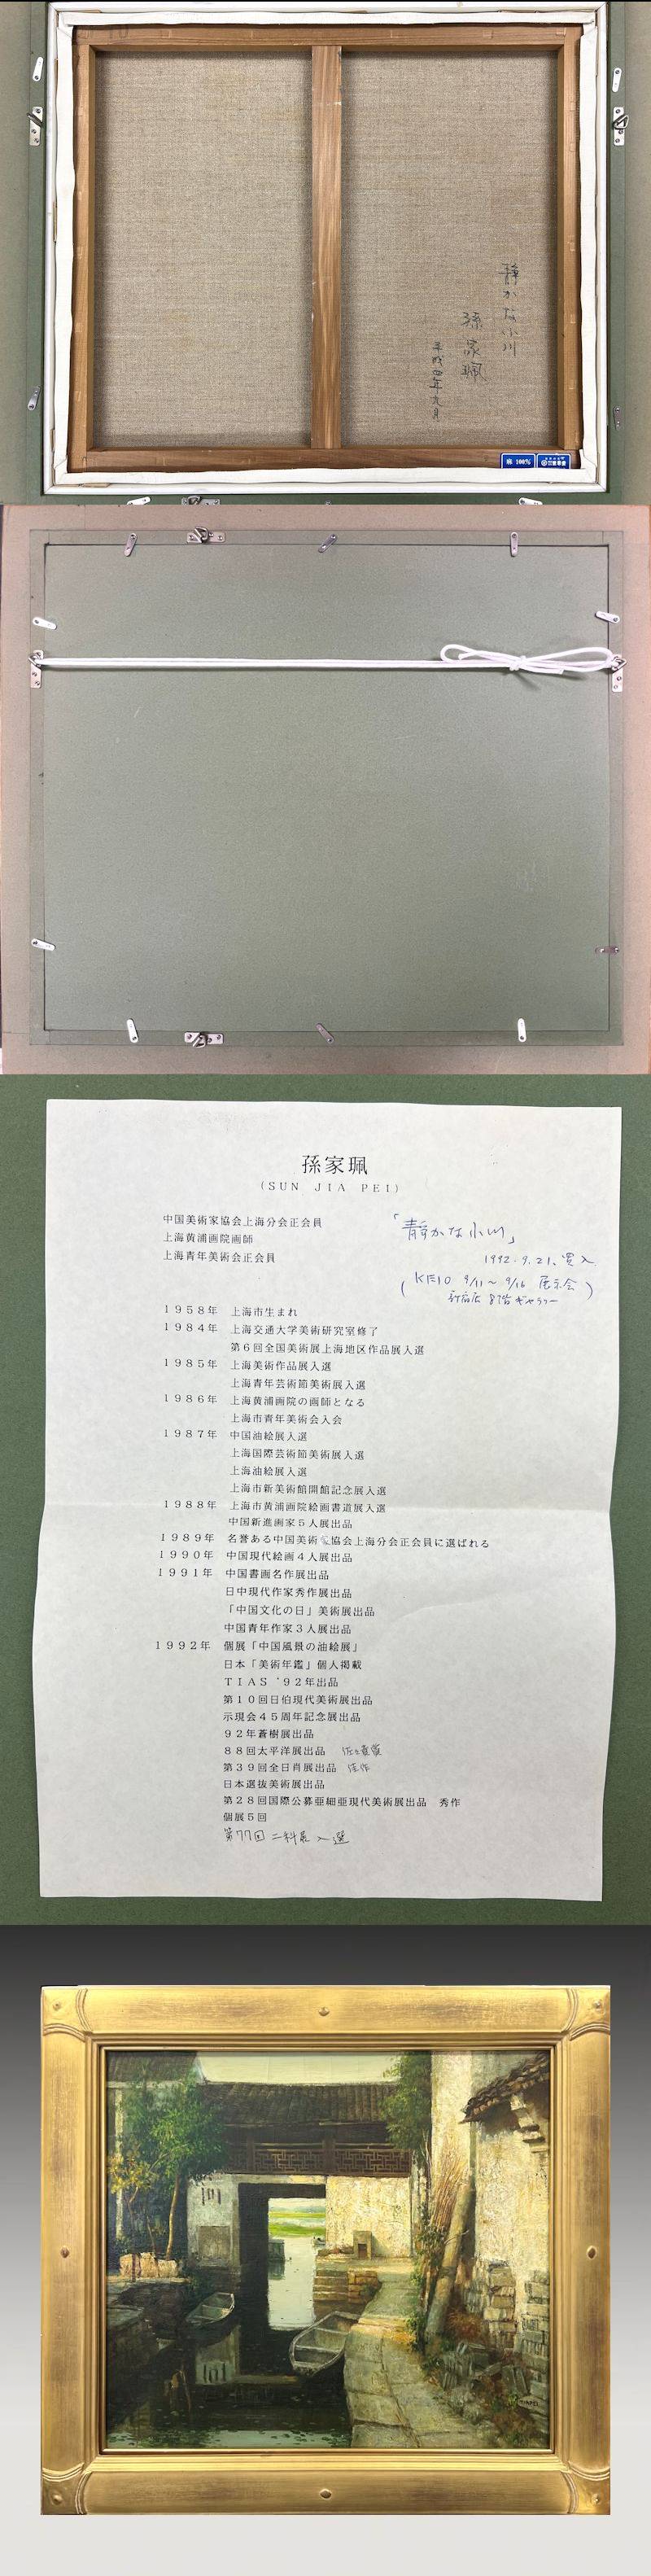 静かな小川
孫家珮
平成四年九月
麻 100%
孫家珮
(SUN JIA PEI)
中国美術家協会上海分会正会員
上海黄浦画院画師
上海青年美術会正会員
「静かな小川」
1992.9.21、買入
(KEIO 9/11〜9/16 展示会)
新宿店 8階ギャラリー
1958年 上海市生まれ
1984年 上海交通大学美術研究室修了
第6回全国美術展上海地区作品展入選
1985年 上海美術作品展入選
上海青年芸術節美術展入選
1986年 上海黄浦画院の画師となる
上海市青年美術会入会
1987年 中国油絵展入選
上海国際芸術節美術展入選
上海油絵展入選
上海市新美術館開館記念展入選
1988年 上海市黄浦画院絵画書道展入選
中国新進画家5人展出品
1989年 名誉ある中国美術家協会上海分会正会員に選ばれる
1990年 中国現代絵画4人展出品
1991年 中国書画名作展出品
日中現代作家秀作展出品
「中国文化の日」美術展出品
中国青年作家3人展出品
1992年 個展「中国風景の油絵展」
日本「美術年鑑」個人掲載
TIAS '92年出品
第10回日伯現代美術展出品
示現会45周年記念展出品
92年蒼樹展出品
88回太平洋展出品
第39回全日肖展出品 佳作
日本選抜美術展出品
第28回国際公募亜細亜現代美術展出品 秀作
個展5回
第77回 二科展 入選